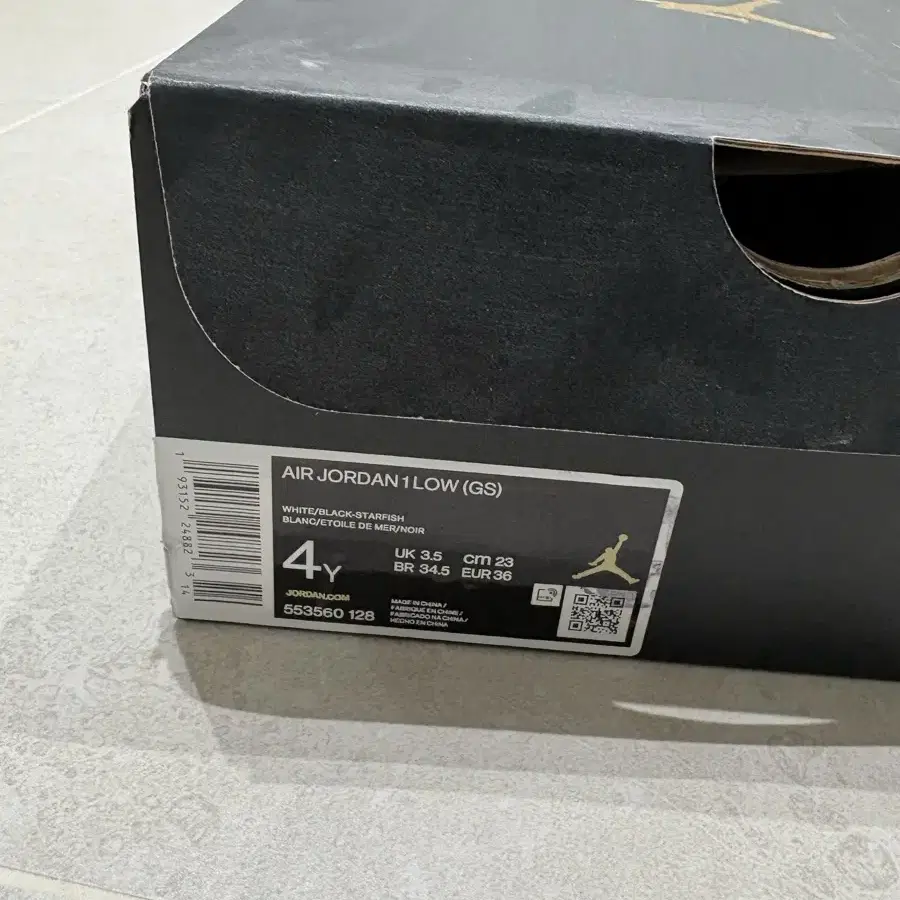 AIR JORDAN 1 LOW (GS)
WHITE/BLACK-STARFISH
BLANC/ETOILE DE MER/NOIR
4Y
UK 3.5 cm 23
BR 34.5 EUR 36
JORDAN.COM
553560 128
MADE IN CHINA/
FABRIQUE EN CHINE/
FABRICADO NA CHINA/
HECHO EN CHINA
1 93152 24882 3 14